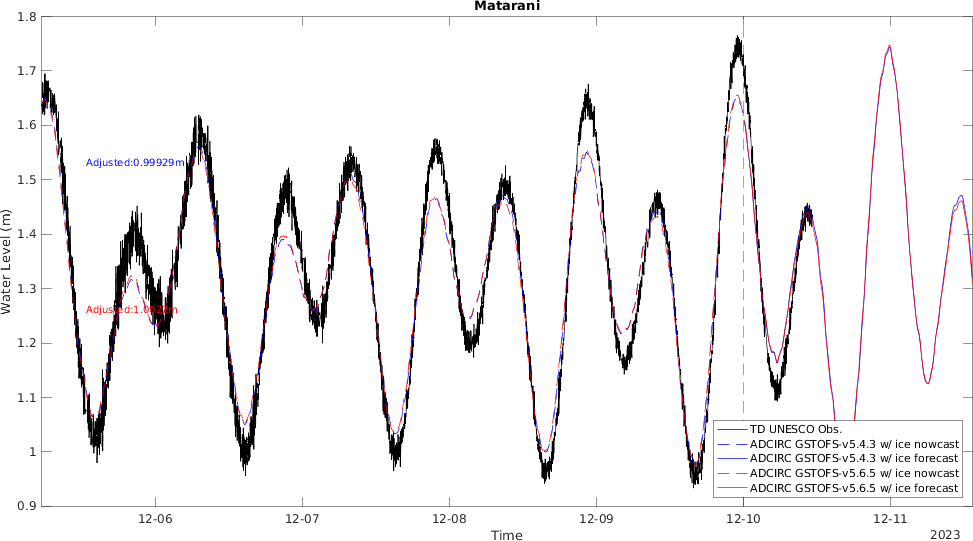 Matarani
1.8
1.7
1.6
1.5
1.4
1.3
1.2
1.1
1
0.9
Water Level (m)
Adjusted:0.99929m
TD UNESCO Obs.
ADCIRC GSTOFS-v5.4.3 w/ ice nowcast
ADCIRC GSTOFS-v5.4.3 w/ ice forecast
ADCIRC GSTOFS-v5.6.5 w/ ice nowcast
ADCIRC GSTOFS-v5.6.5 w/ ice forecast
12-06
12-07
12-08
12-09
12-10
12-11
Time
2023